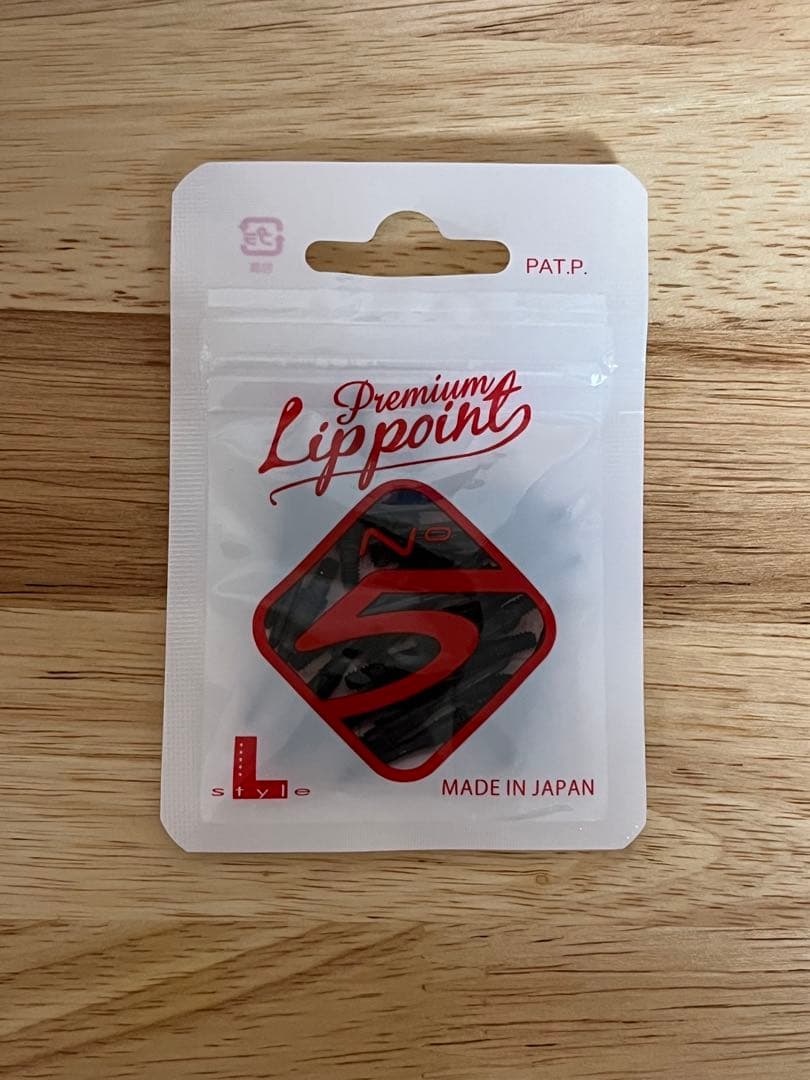 PAT.P.
Premium
Lippoint
No
5
L
style
MADE IN JAPAN